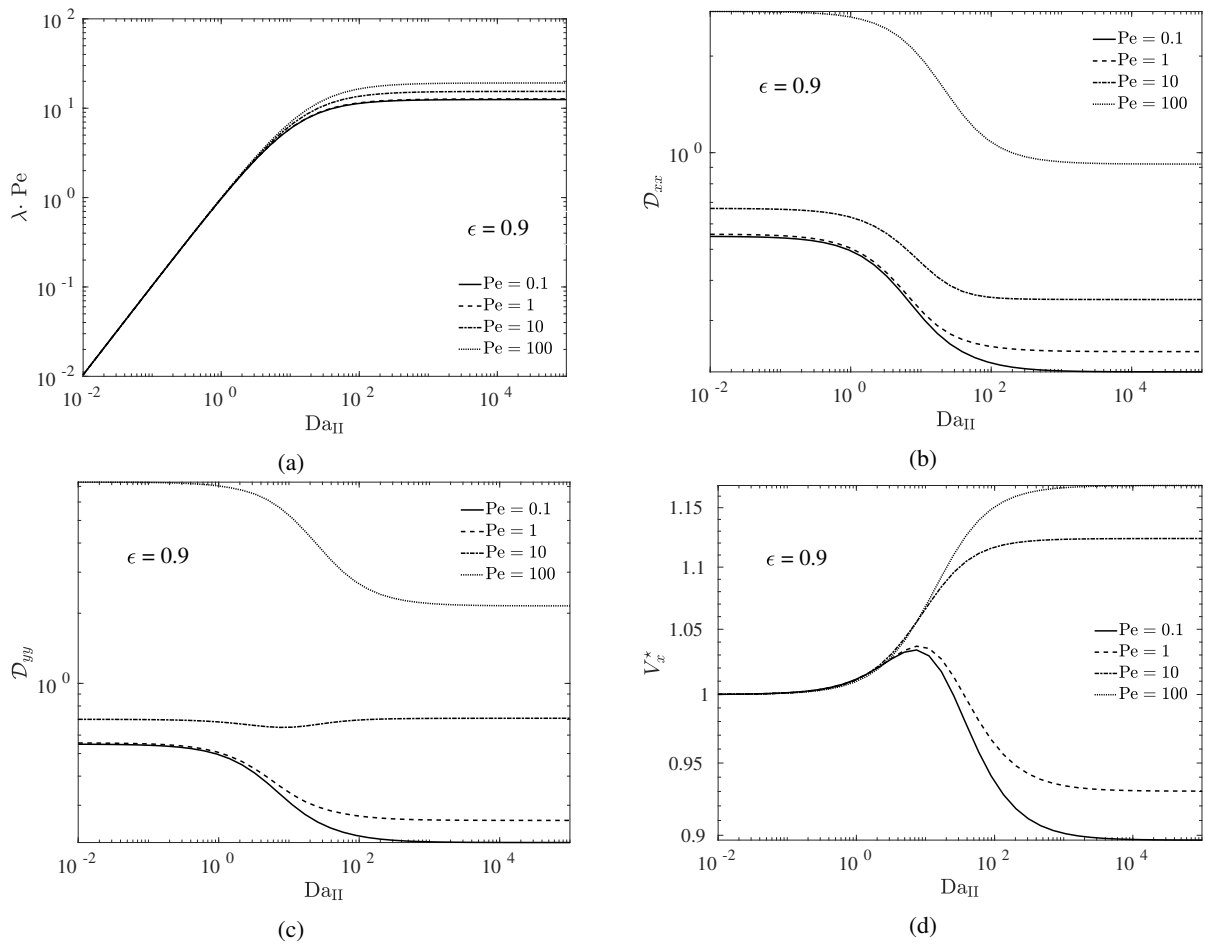 10 2
10 1
10 0
10 -1
10 -2
λ· Pe
ϵ = 0.9
Pe = 0.1
Pe = 1
Pe = 10
Pe = 100
10 -2
10 0
10 2
10 4
Da_II
(a)
10 0
D_xx
ϵ = 0.9
Pe = 0.1
Pe = 1
Pe = 10
Pe = 100
10 -2
10 0
10 2
10 4
Da_II
(b)
10 0
D_yy
ϵ = 0.9
Pe = 0.1
Pe = 1
Pe = 10
Pe = 100
10 -2
10 0
10 2
10 4
Da_II
(c)
1.15
1.1
1.05
1
0.95
0.9
V_x^⋆
ϵ = 0.9
Pe = 0.1
Pe = 1
Pe = 10
Pe = 100
10 -2
10 0
10 2
10 4
Da_II
(d)